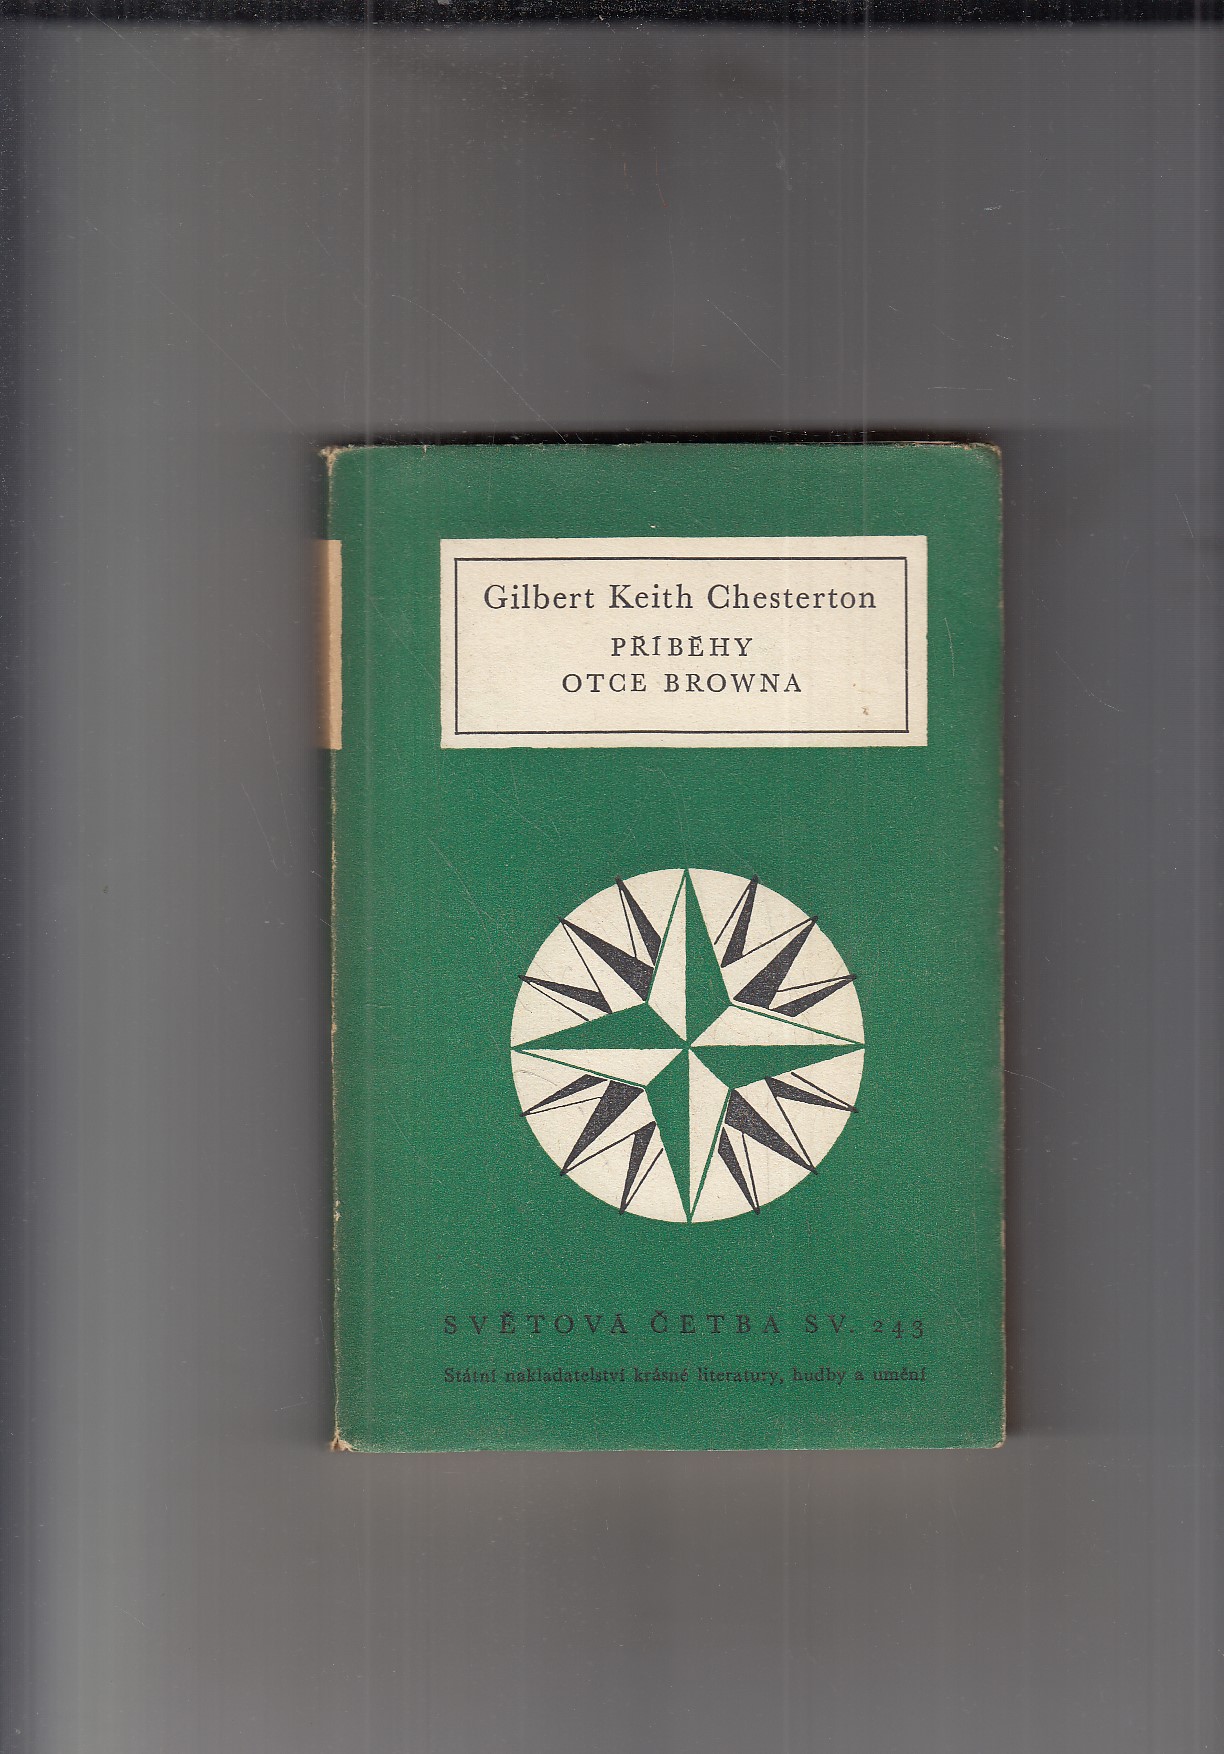 Gilbert Keith Chesterton
PŘÍBĚHY
OTCE BROWNA
SVĚTOVÁ ČETBA SV. 243
Státní nakladatelství krásné literatury, hudby a umění